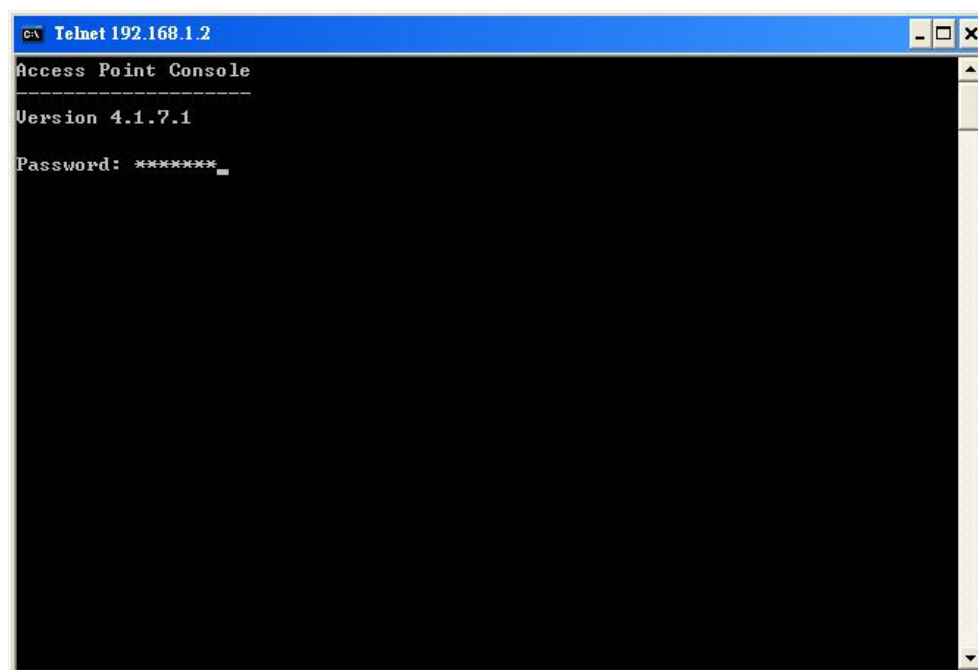 Telnet 192.168.1.2
Access Point Console
--------------------
Version 4.1.7.1
Password: *******_